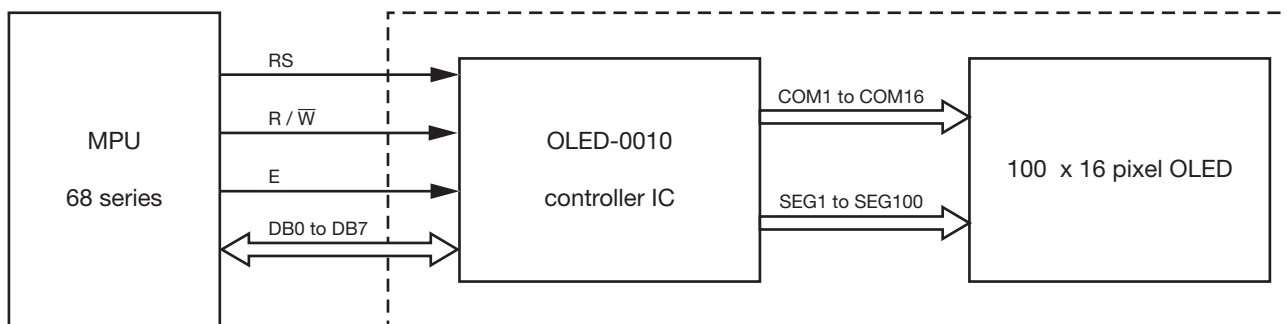 MPU
68 series
RS
R / W̅
E
DB0 to DB7
OLED-0010
controller IC
COM1 to COM16
SEG1 to SEG100
100 x 16 pixel OLED